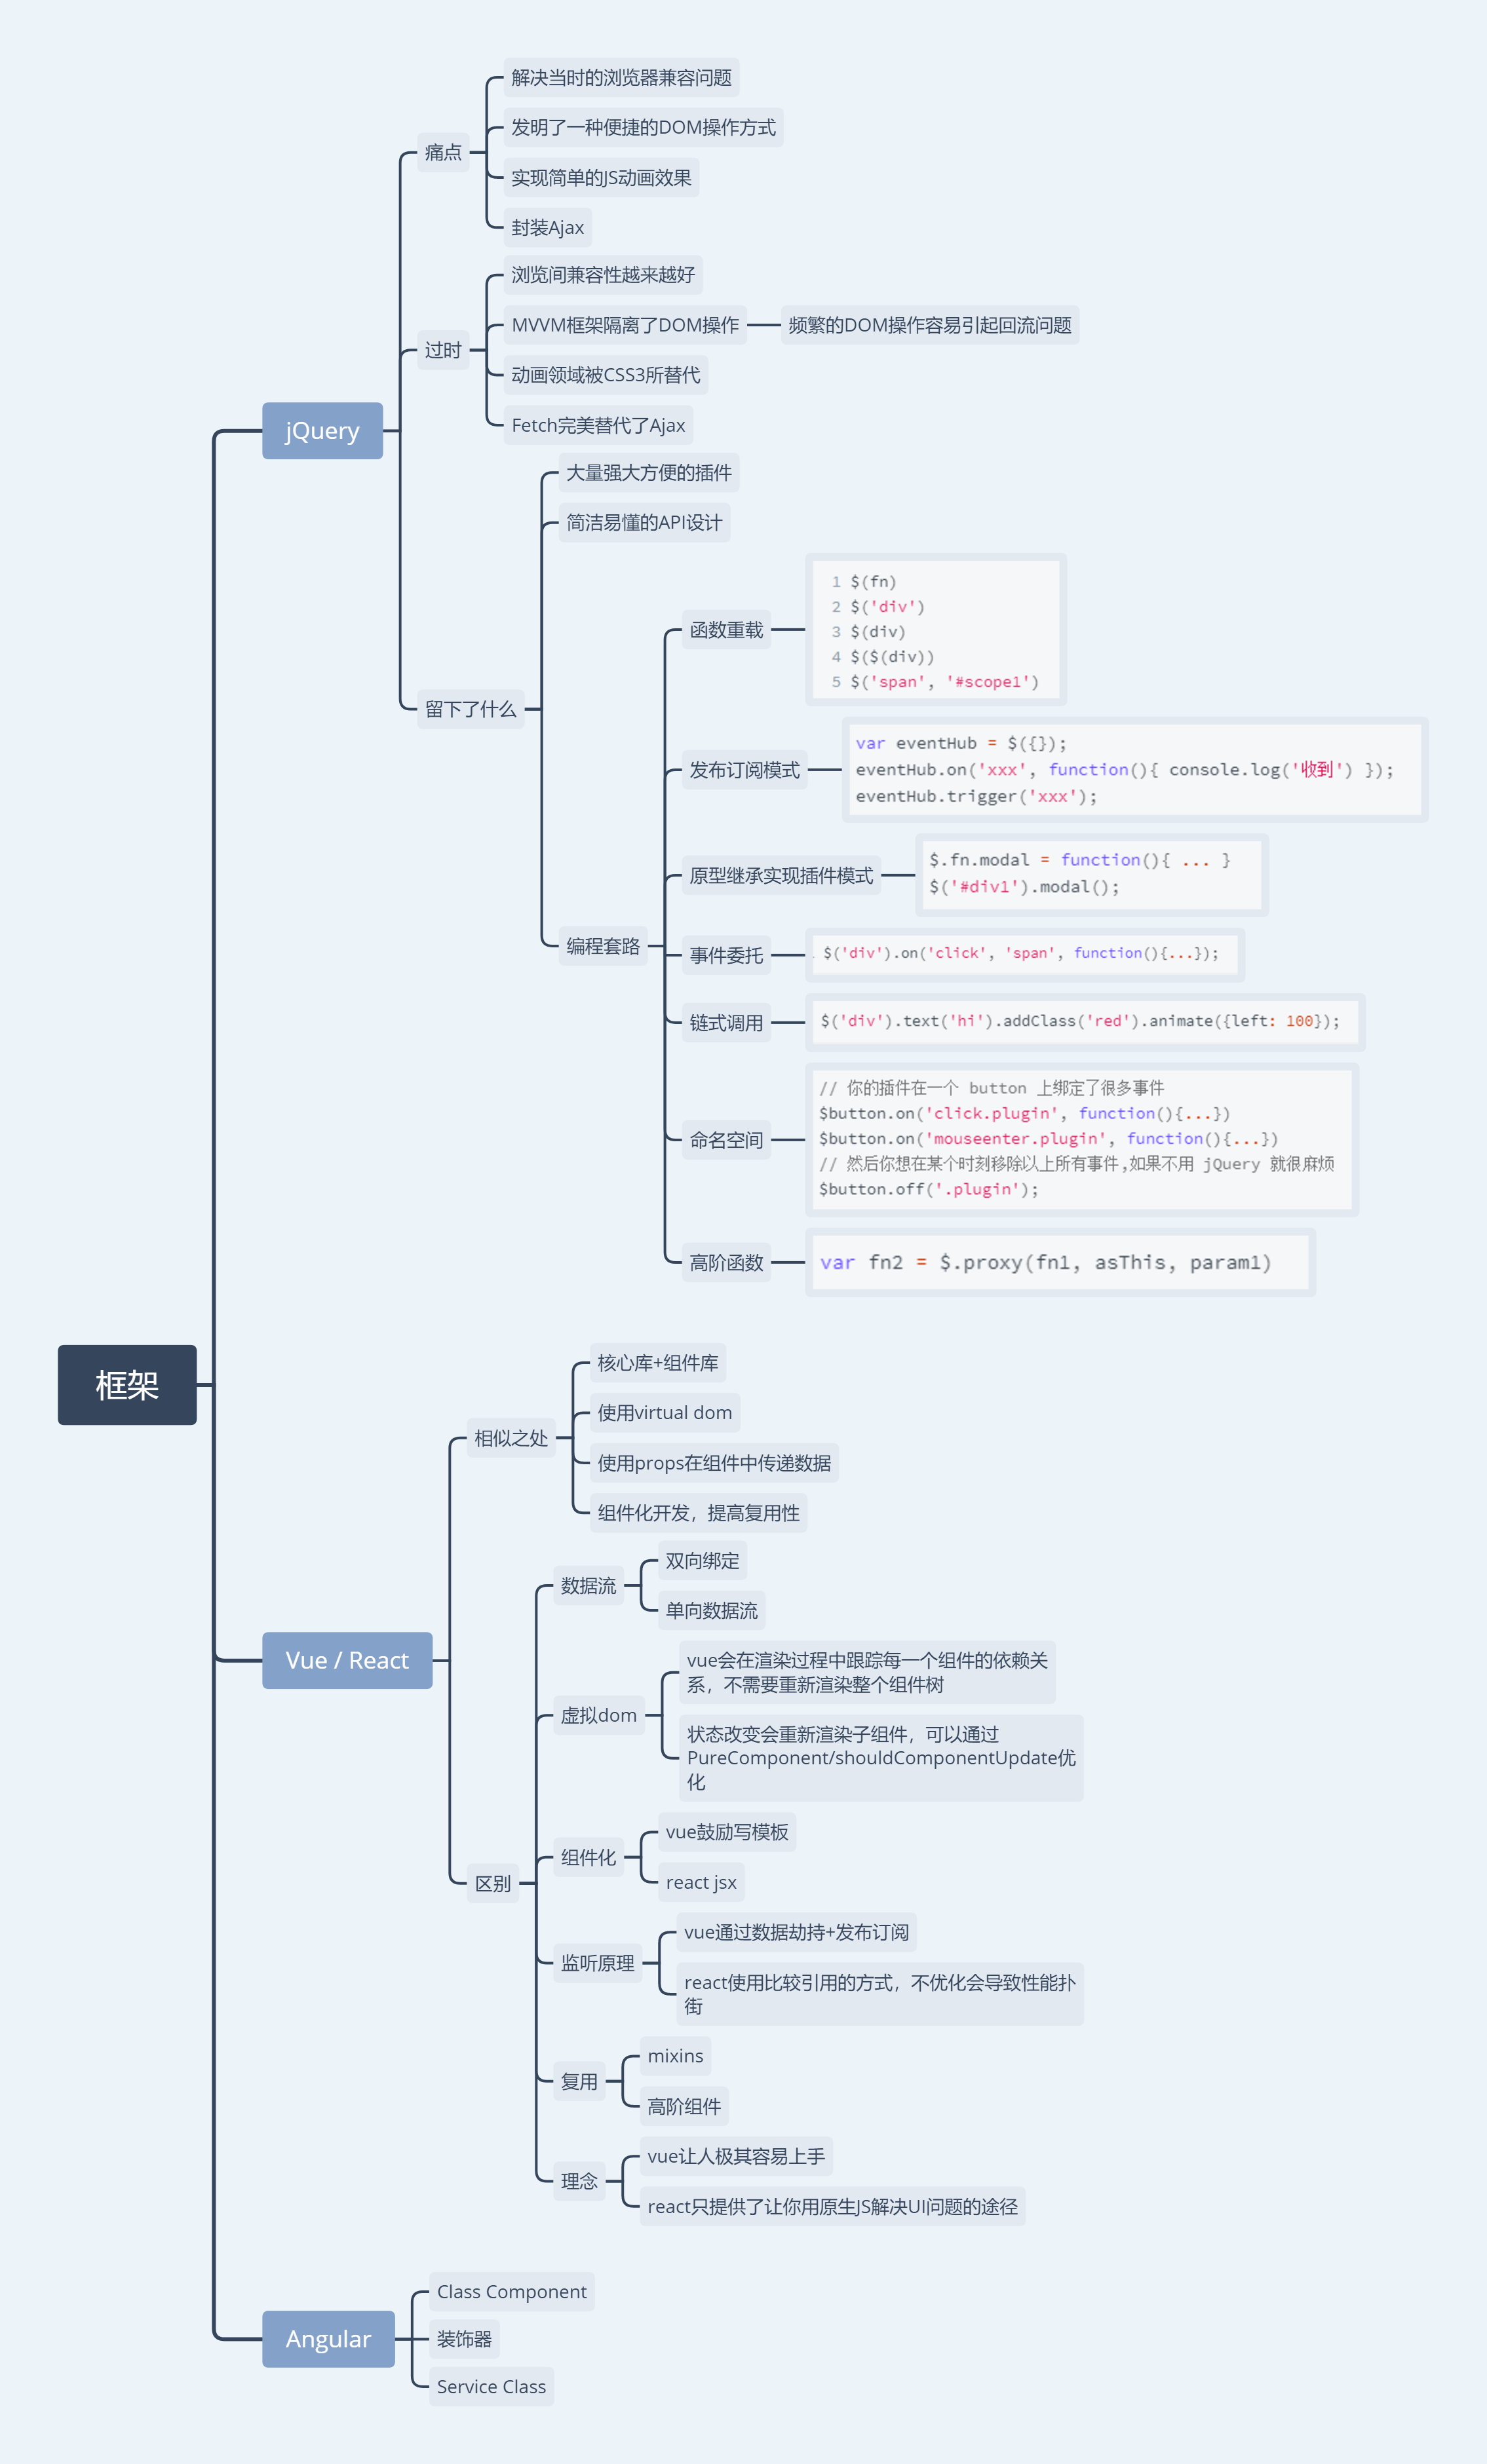 框架
jQuery
痛点
解决当时的浏览器兼容问题
发明了一种便捷的DOM操作方式
实现简单的JS动画效果
封装Ajax
过时
浏览间兼容性越来越好
MVVM框架隔离了DOM操作
频繁的DOM操作容易引起回流问题
动画领域被CSS3所替代
Fetch完美替代了Ajax
留下了什么
大量强大方便的插件
简洁易懂的API设计
编程套路
函数重载
1 $(fn)
2 $('div')
3 $(div)
4 $($(div))
5 $('span', '#scope1')
发布订阅模式
var eventHub = $({});
eventHub.on('xxx', function(){ console.log('收到') });
eventHub.trigger('xxx');
原型继承实现插件模式
$.fn.modal = function(){ ... }
$('#div1').modal();
事件委托
$('div').on('click', 'span', function(){...});
链式调用
$('div').text('hi').addClass('red').animate({left: 100});
命名空间
// 你的插件在一个 button 上绑定了很多事件
$button.on('click.plugin', function(){...})
$button.on('mouseenter.plugin', function(){...})
// 然后你想在某个时刻移除以上所有事件,如果不用 jQuery 就很麻烦
$button.off('.plugin');
高阶函数
var fn2 = $.proxy(fn1, asThis, param1)
Vue / React
相似之处
核心库+组件库
使用virtual dom
使用props在组件中传递数据
组件化开发，提高复用性
区别
数据流
双向绑定
单向数据流
虚拟dom
vue会在渲染过程中跟踪每一个组件的依赖关
系，不需要重新渲染整个组件树
状态改变会重新渲染子组件，可以通过
PureComponent/shouldComponentUpdate优
化
组件化
vue鼓励写模板
react jsx
监听原理
vue通过数据劫持+发布订阅
react使用比较引用的方式，不优化会导致性能扑
街
复用
mixins
高阶组件
理念
vue让人极其容易上手
react只提供了让你用原生JS解决UI问题的途径
Angular
Class Component
装饰器
Service Class